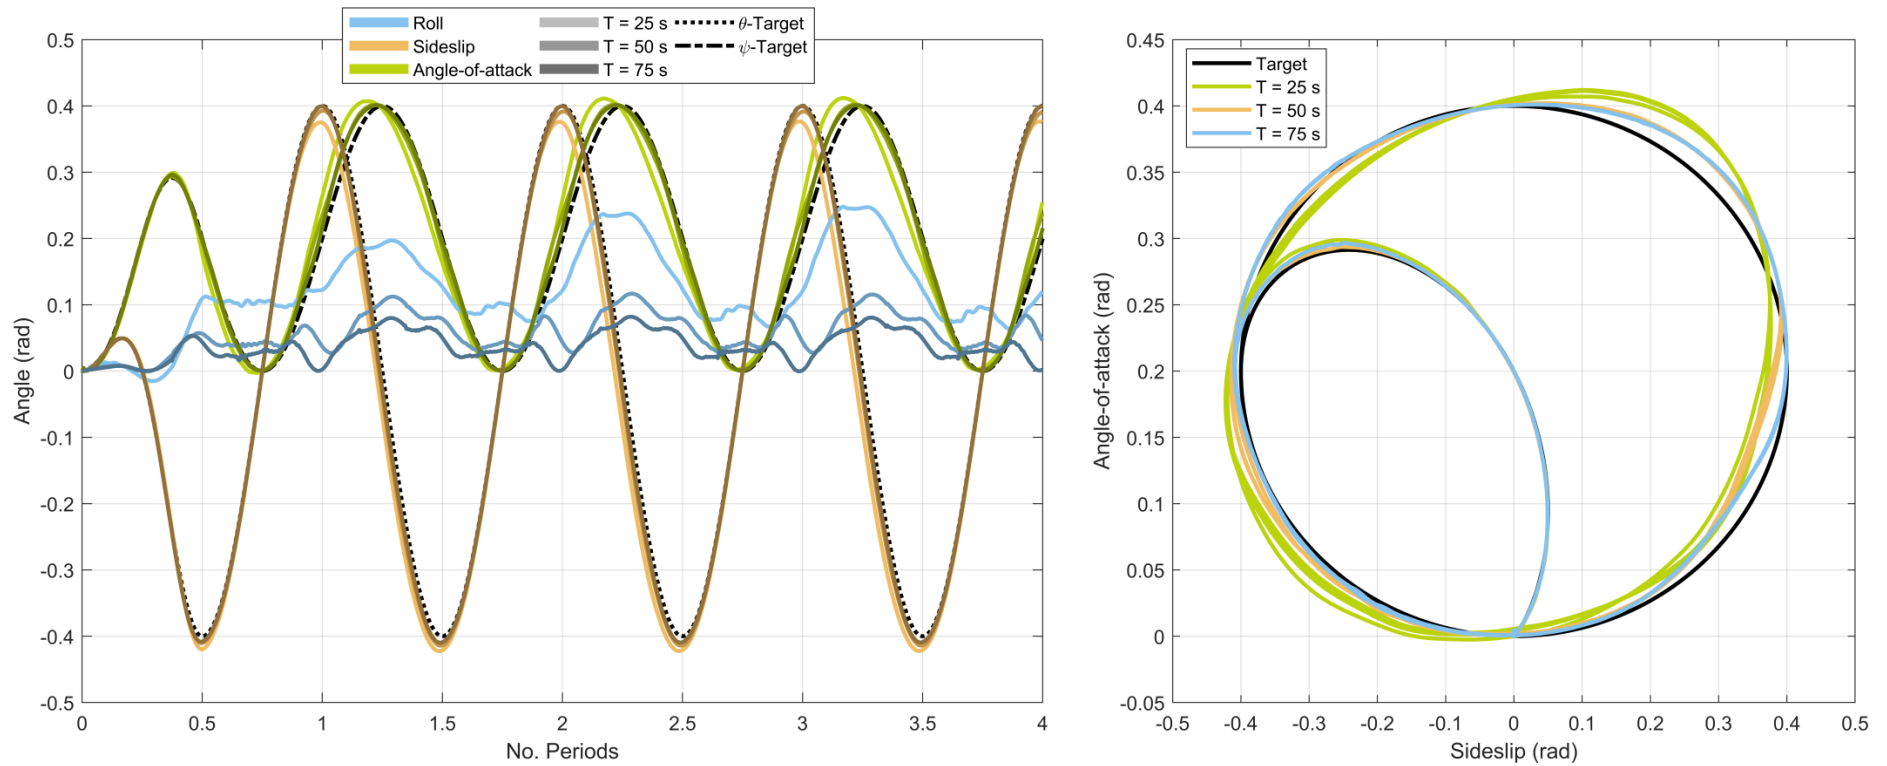 Roll T = 25 s θ-Target
Sideslip T = 50 s ψ-Target
Angle-of-attack T = 75 s
0.5
0.4
0.3
0.2
0.1
0
-0.1
-0.2
-0.3
-0.4
-0.5
Angle (rad)
0 0.5 1 1.5 2 2.5 3 3.5 4
No. Periods
Target
T = 25 s
T = 50 s
T = 75 s
0.45
0.4
0.35
0.3
0.25
0.2
0.15
0.1
0.05
0
-0.05
Angle-of-attack (rad)
-0.5 -0.4 -0.3 -0.2 -0.1 0 0.1 0.2 0.3 0.4 0.5
Sideslip (rad)